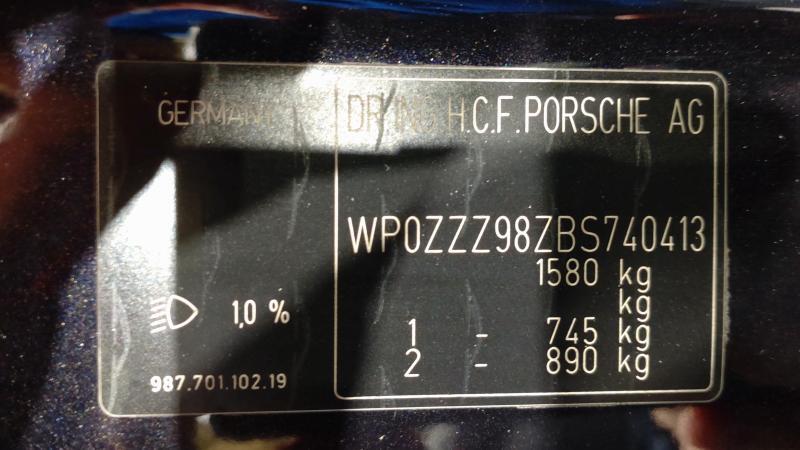 GERMANY
DR.ING.H.C.F.PORSCHE AG
WP0ZZZ98ZBS740413
1580 kg
kg
1 - 745 kg
2 - 890 kg
1,0 %
987.701.102.19